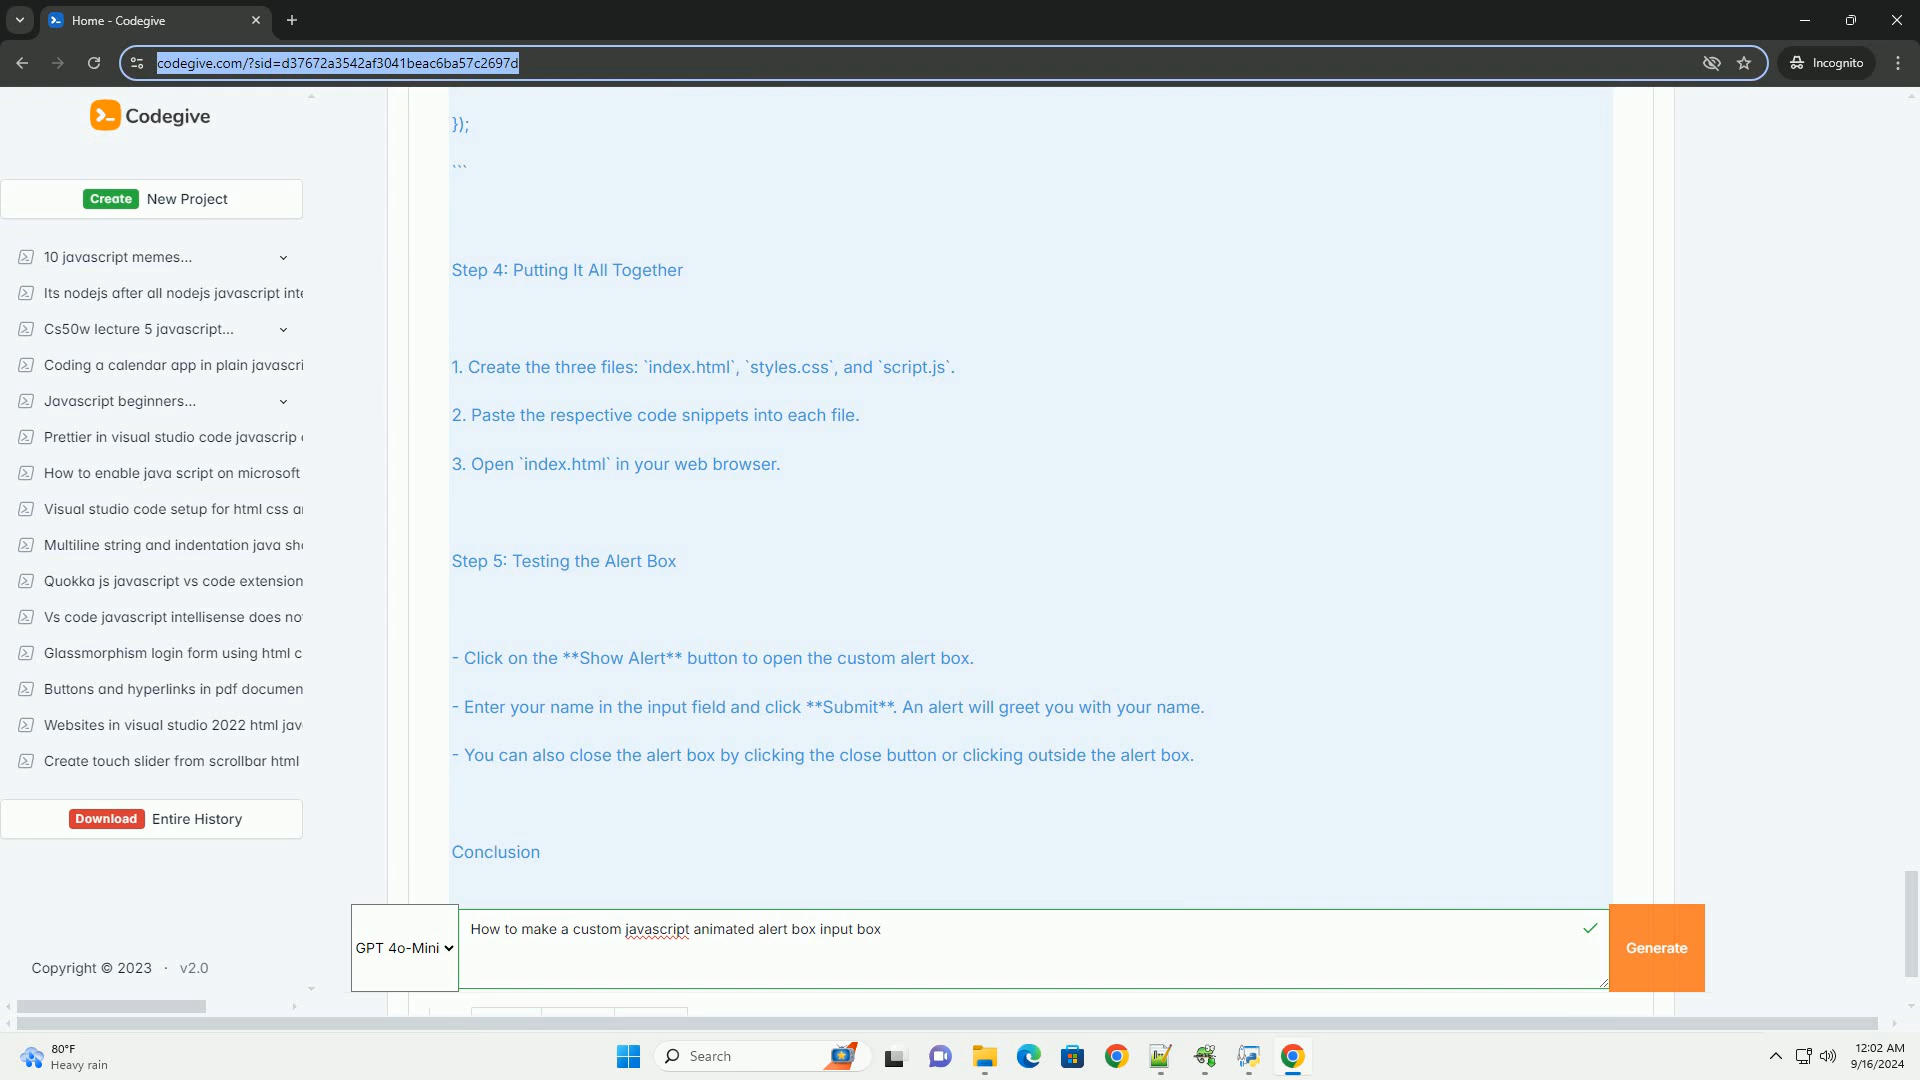 Home - Codegive
codegive.com/?sid=d37672a3542af3041beac6ba57c2697d
Incognito
Codegive
Create New Project
10 javascript memes...
Its nodejs after all nodejs javascript inte
Cs50w lecture 5 javascript...
Coding a calendar app in plain javascri
Javascript beginners...
Prettier in visual studio code javascrip
How to enable java script on microsoft
Visual studio code setup for html css a
Multiline string and indentation java sh
Quokka js javascript vs code extension
Vs code javascript intellisense does no
Glassmorphism login form using html c
Buttons and hyperlinks in pdf documen
Websites in visual studio 2022 html jav
Create touch slider from scrollbar html
Download Entire History
Copyright © 2023 · v2.0
});
```
Step 4: Putting It All Together
1. Create the three files: `index.html`, `styles.css`, and `script.js`.
2. Paste the respective code snippets into each file.
3. Open `index.html` in your web browser.
Step 5: Testing the Alert Box
- Click on the **Show Alert** button to open the custom alert box.
- Enter your name in the input field and click **Submit**. An alert will greet you with your name.
- You can also close the alert box by clicking the close button or clicking outside the alert box.
Conclusion
GPT 4o-Mini
How to make a custom javascript animated alert box input box
Generate
80°F
Heavy rain
Search
12:02 AM
9/16/2024